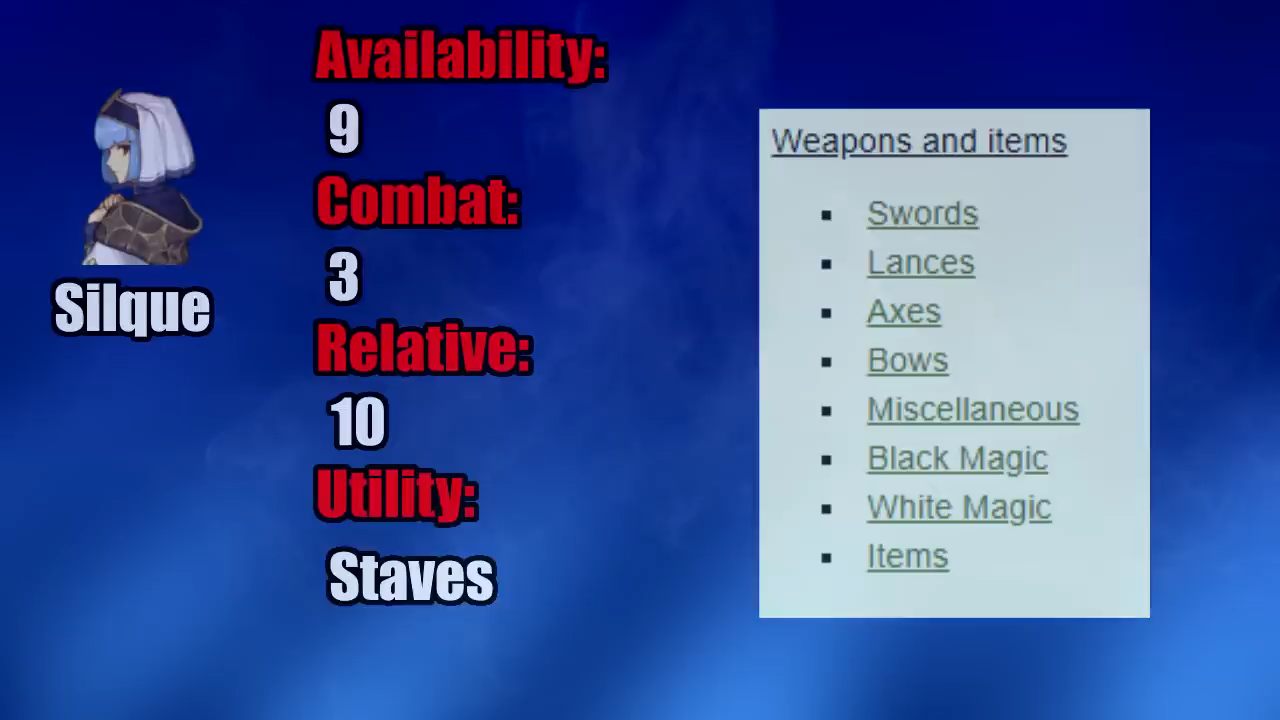 Silque
Availability:
9
Combat:
3
Relative:
10
Utility:
Staves
Weapons and items
Swords
Lances
Axes
Bows
Miscellaneous
Black Magic
White Magic
Items